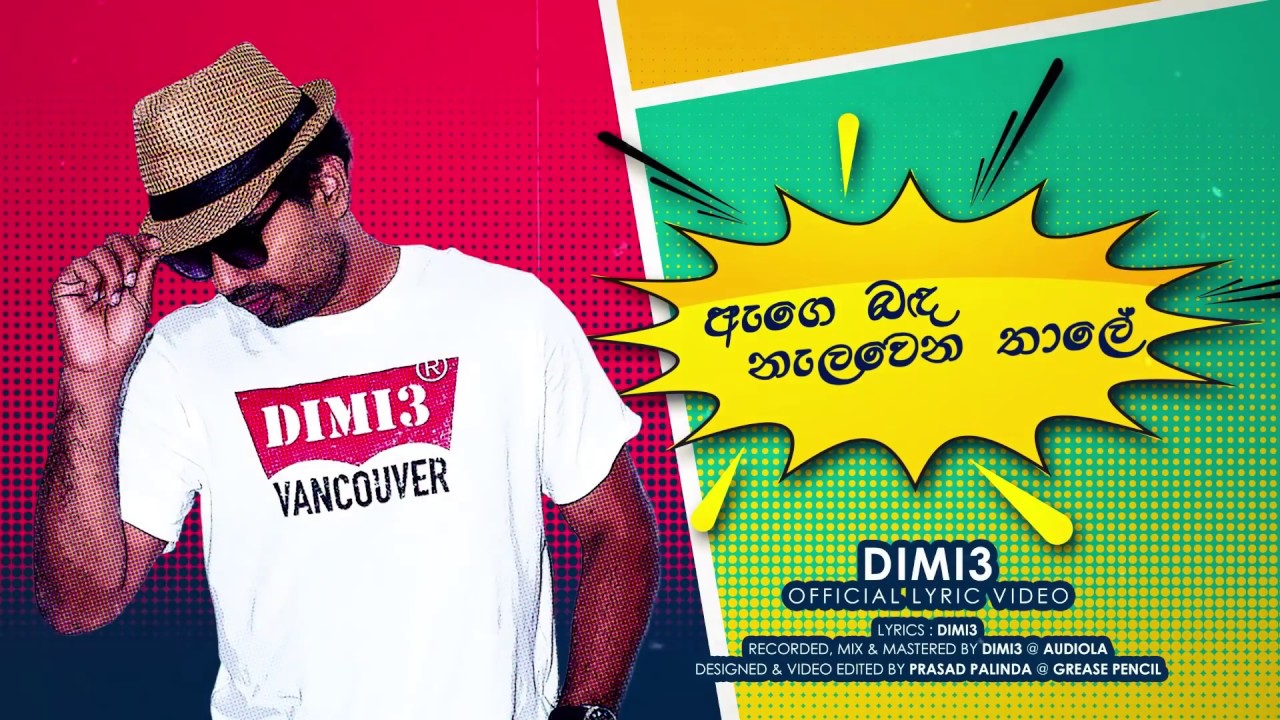 DIMI3
®
VANCOUVER
ඇගෙ බඳ
නැලවෙන තාලේ
DIMI3
OFFICIAL LYRIC VIDEO
LYRICS : DIMI3
RECORDED, MIX & MASTERED BY DIMI3 @ AUDIOLA
DESIGNED & VIDEO EDITED BY PRASAD PALINDA @ GREASE PENCIL